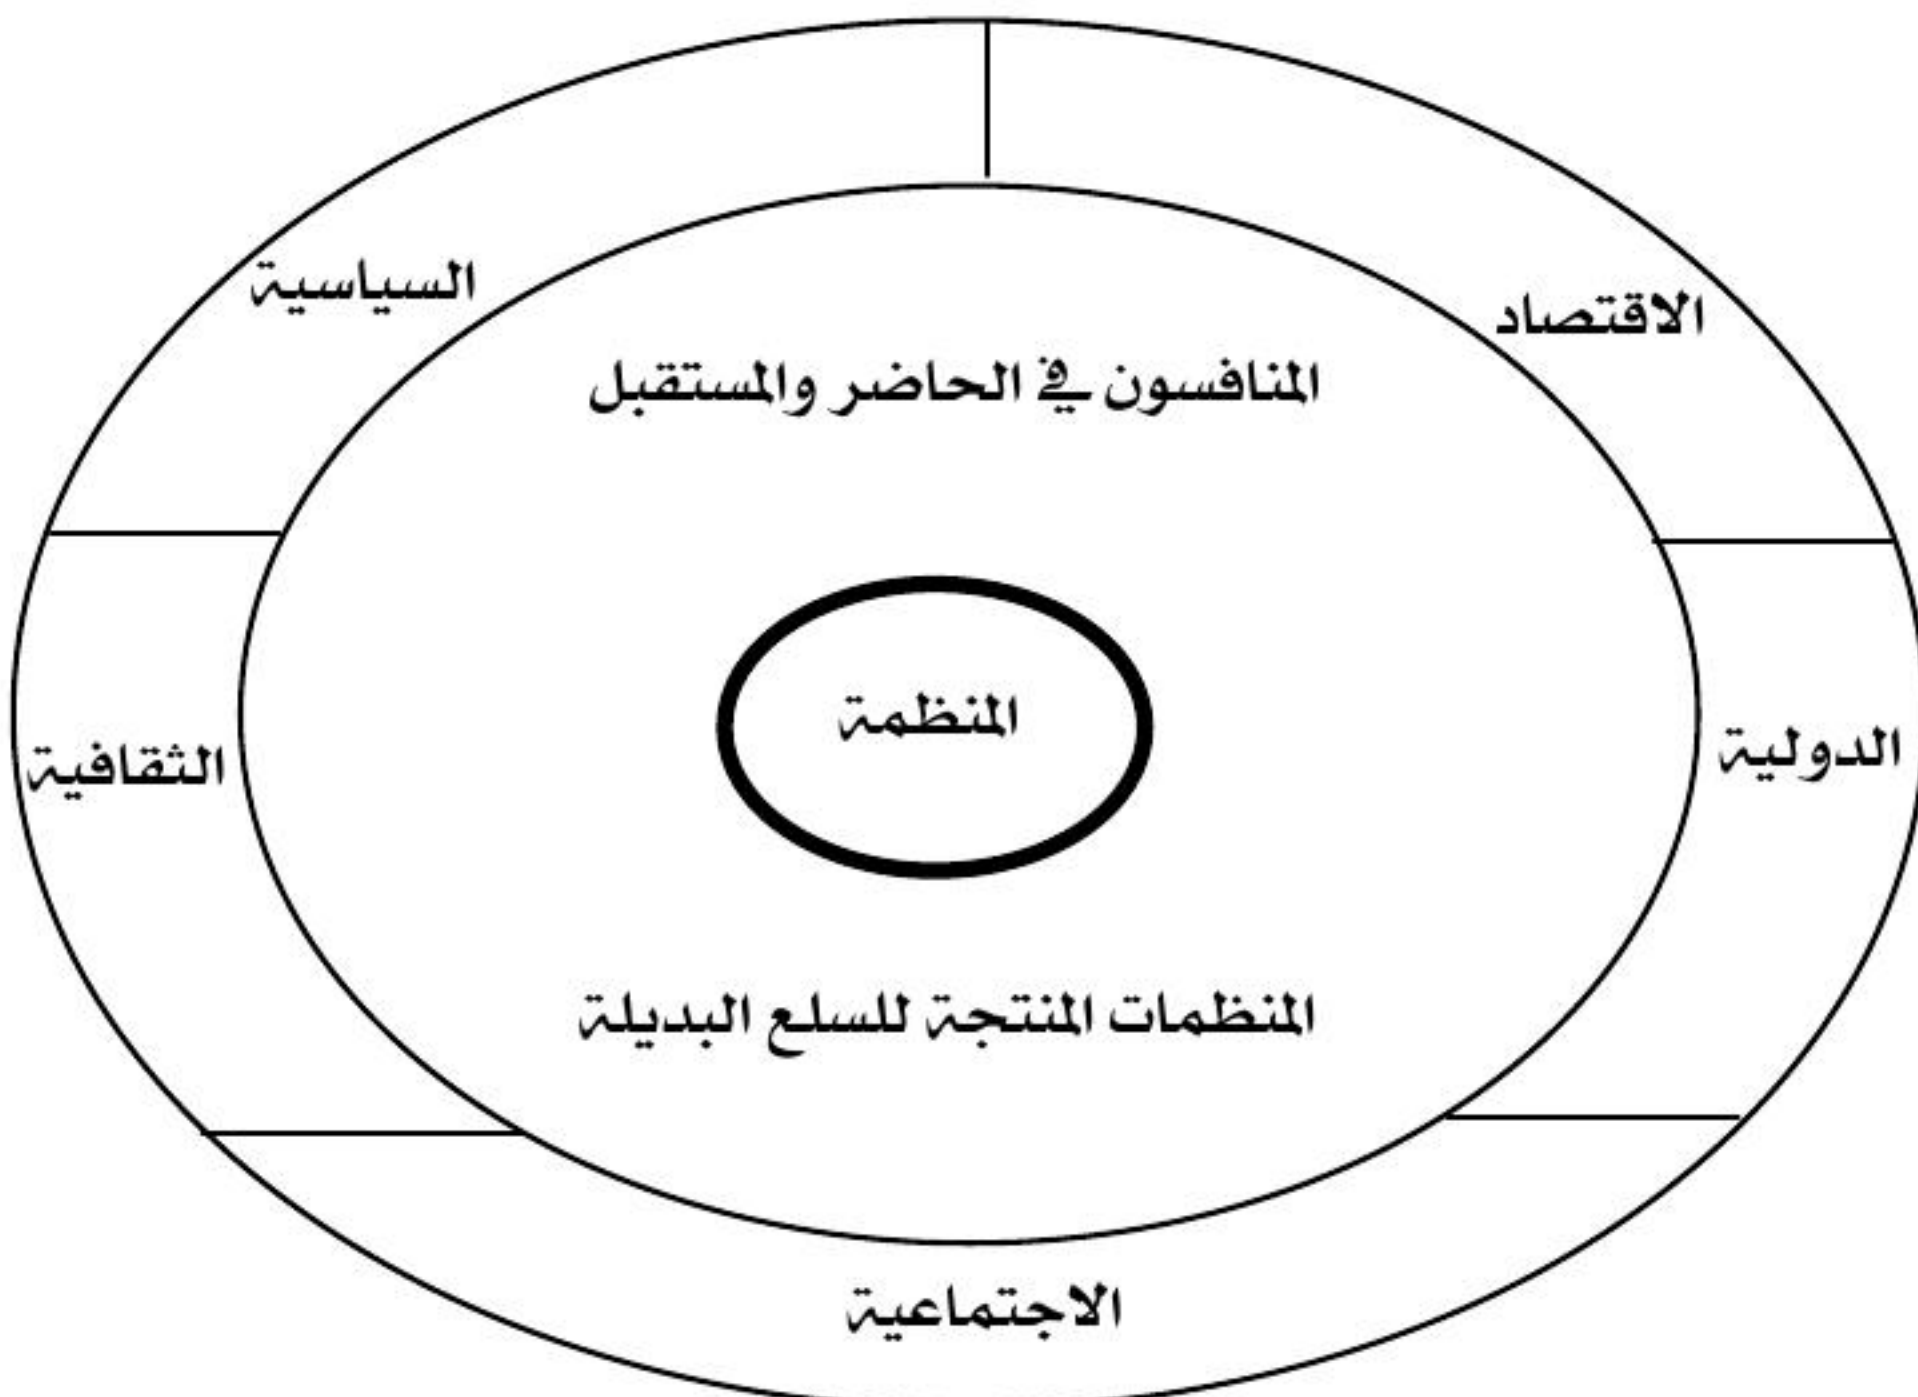 السياسية
الاقتصاد
المنافسون في الحاضر والمستقبل
المنظمة
الدولية
الثقافية
المنظمات المنتجة للسلع البديلة
الاجتماعية